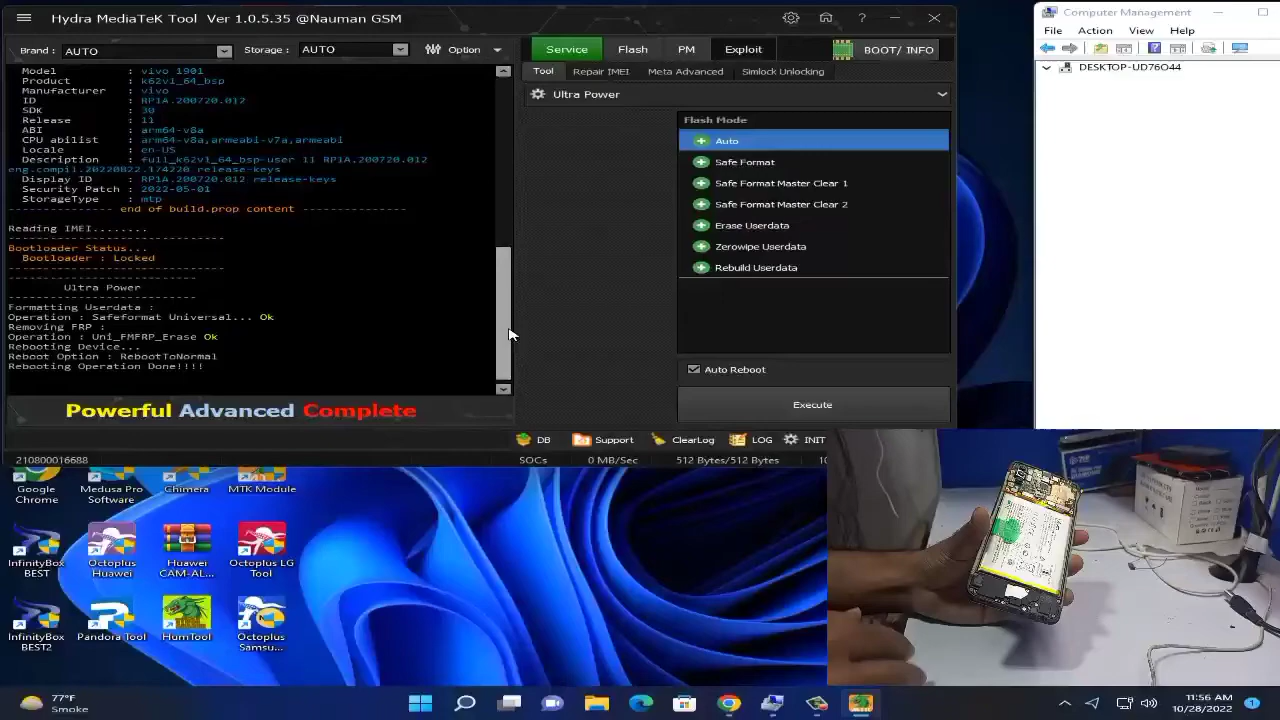 Hydra MediaTeK Tool Ver 1.0.5.35
Computer Management
File Action View Help
DESKTOP-UD76O44
Brand : AUTO
Storage : AUTO
Option
Service Flash PM Exploit BOOT/ INFO
Tool Repair IMEI Meta Advanced Simlock Unlocking
Ultra Power
Flash Mode
Auto
Safe Format
Safe Format Master Clear 1
Safe Format Master Clear 2
Erase Userdata
Zerowipe Userdata
Rebuild Userdata
Auto Reboot
Execute
Model : vivo 1901
Product : k62v1_64_bsp
Manufacturer : vivo
ID : RP1A.200720.012
SDK : 30
Release : 11
ABI : arm64-v8a
CPU abilist : arm64-v8a,armeabi-v7a,armeabi
Locale : en-US
Description : full_k62v1_64_bsp-user 11 RP1A.200720.012
eng.compil.20220822.174220 release-keys
Display ID : RP1A.200720.012 release-keys
Security Patch : 2022-05-01
StorageType : mtp
-------------- end of build.prop content --------------
Reading IMEI........
Bootloader Status...
Bootloader : Locked
Ultra Power
Formatting Userdata :
Operation : Safeformat Universal... Ok
Removing FRP :
Operation : Uni_FMFRP_Erase Ok
Rebooting Device...
Reboot Option : RebootToNormal
Rebooting Operation Done!!!!
Powerful Advanced Complete
DB Support ClearLog LOG INT
210800016688 SOCs 0 MB/Sec 512 Bytes/512 Bytes
Google Chrome
Medusa Pro Software
Chimera
MTK Module
InfinityBox BEST
Octoplus Huawei
Huawei CAM-AL...
Octoplus LG Tool
InfinityBox BEST2
Pandora Tool
HumTool
Octoplus Samsu...
77°F
Smoke
11:56 AM
10/28/2022